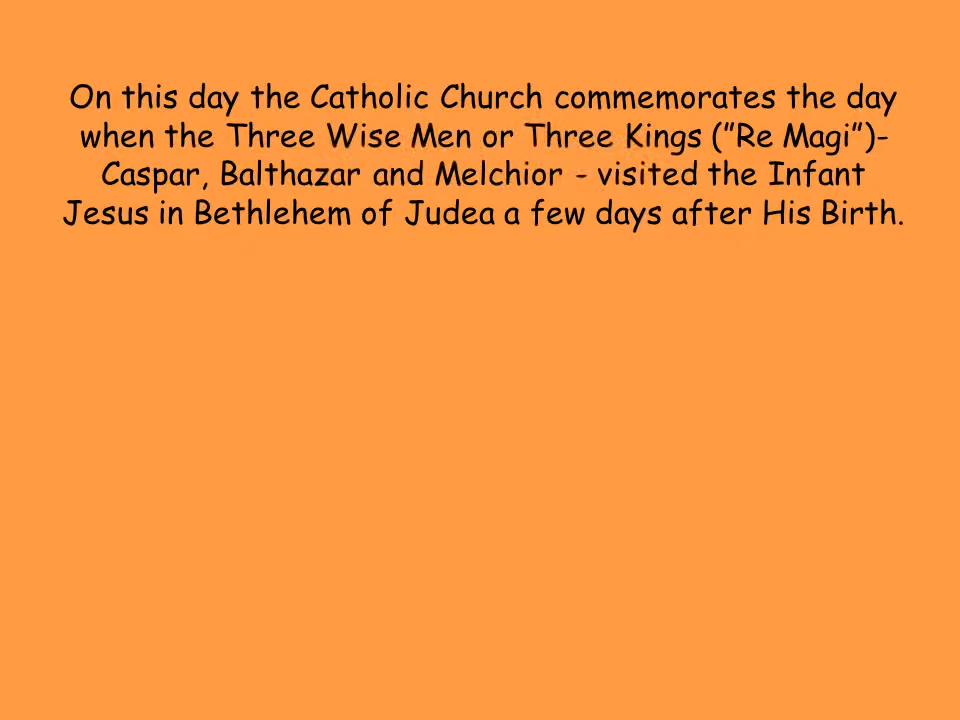 On this day the Catholic Church commemorates the day
when the Three Wise Men or Three Kings (”Re Magi”)-
Caspar, Balthazar and Melchior - visited the Infant
Jesus in Bethlehem of Judea a few days after His Birth.